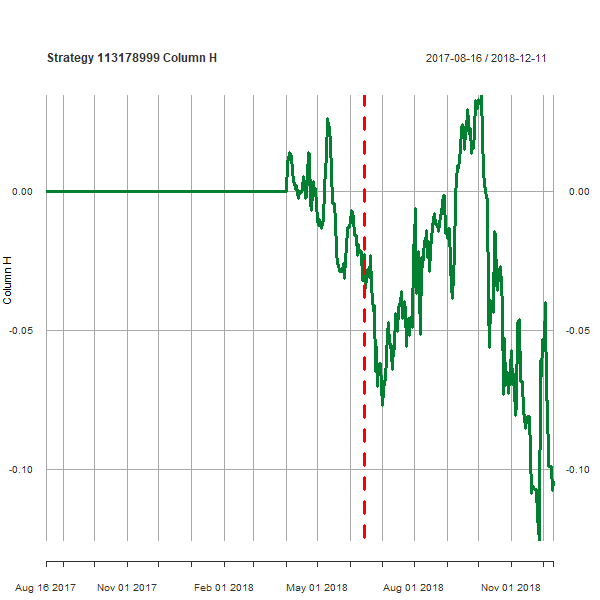 Strategy 113178999 Column H
2017-08-16 / 2018-12-11
Column H
0.00
0.00
-0.05
-0.05
-0.10
-0.10
Aug 16 2017
Nov 01 2017
Feb 01 2018
May 01 2018
Aug 01 2018
Nov 01 2018